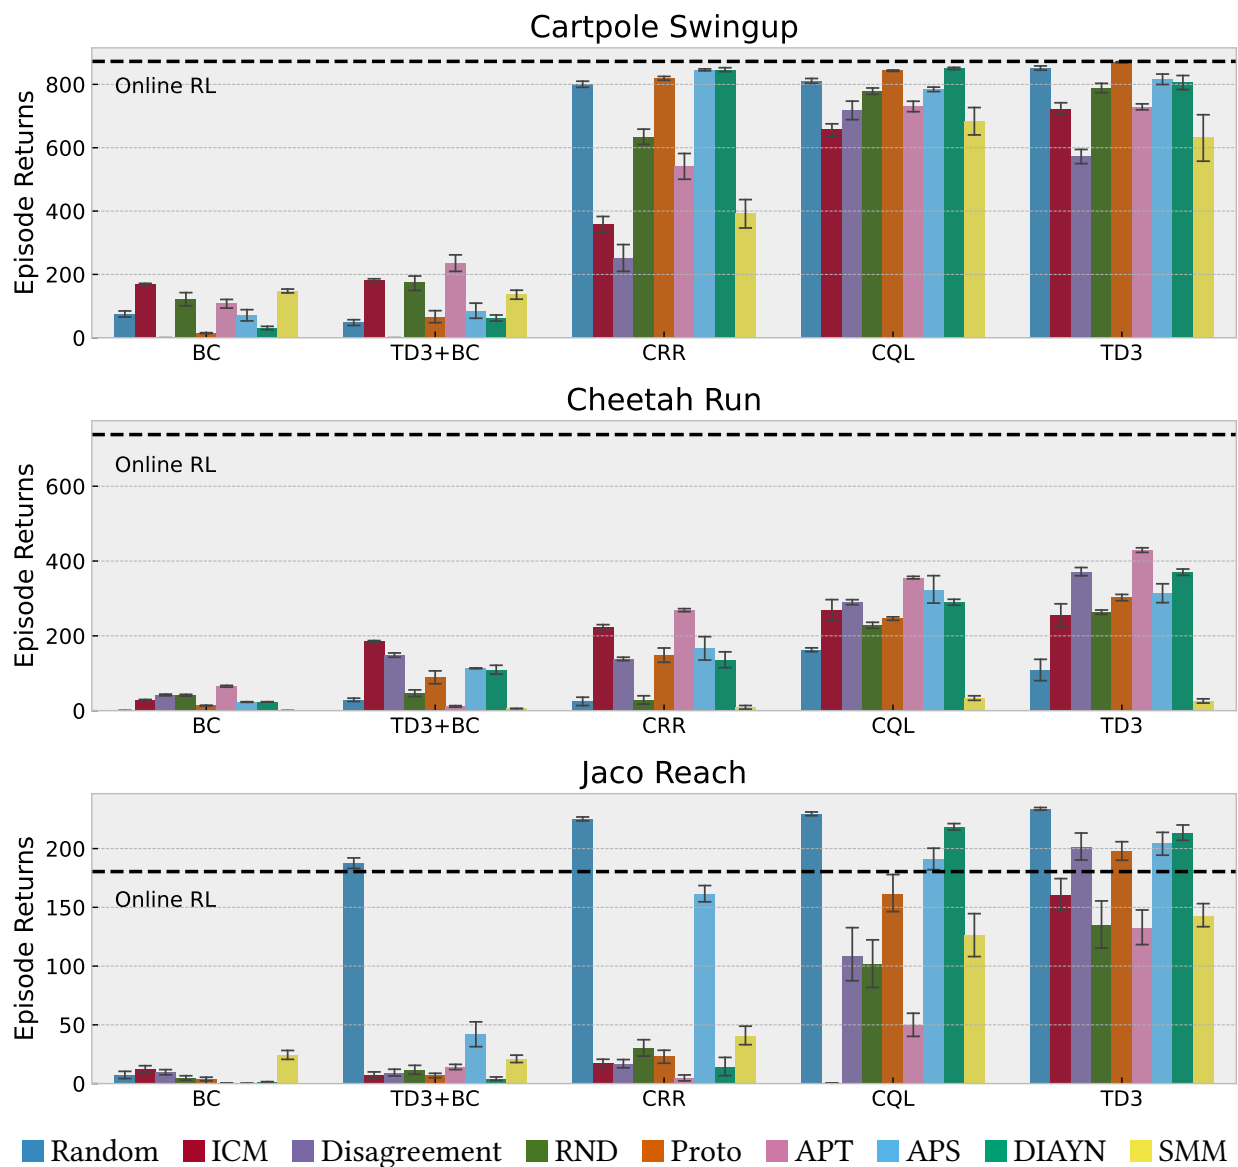 Cartpole Swingup
Episode Returns
800
600
400
200
0
Online RL
BC TD3+BC CRR CQL TD3
Cheetah Run
Episode Returns
600
400
200
0
Online RL
BC TD3+BC CRR CQL TD3
Jaco Reach
Episode Returns
200
150
100
50
0
Online RL
BC TD3+BC CRR CQL TD3
Random ICM Disagreement RND Proto APT APS DIAYN SMM